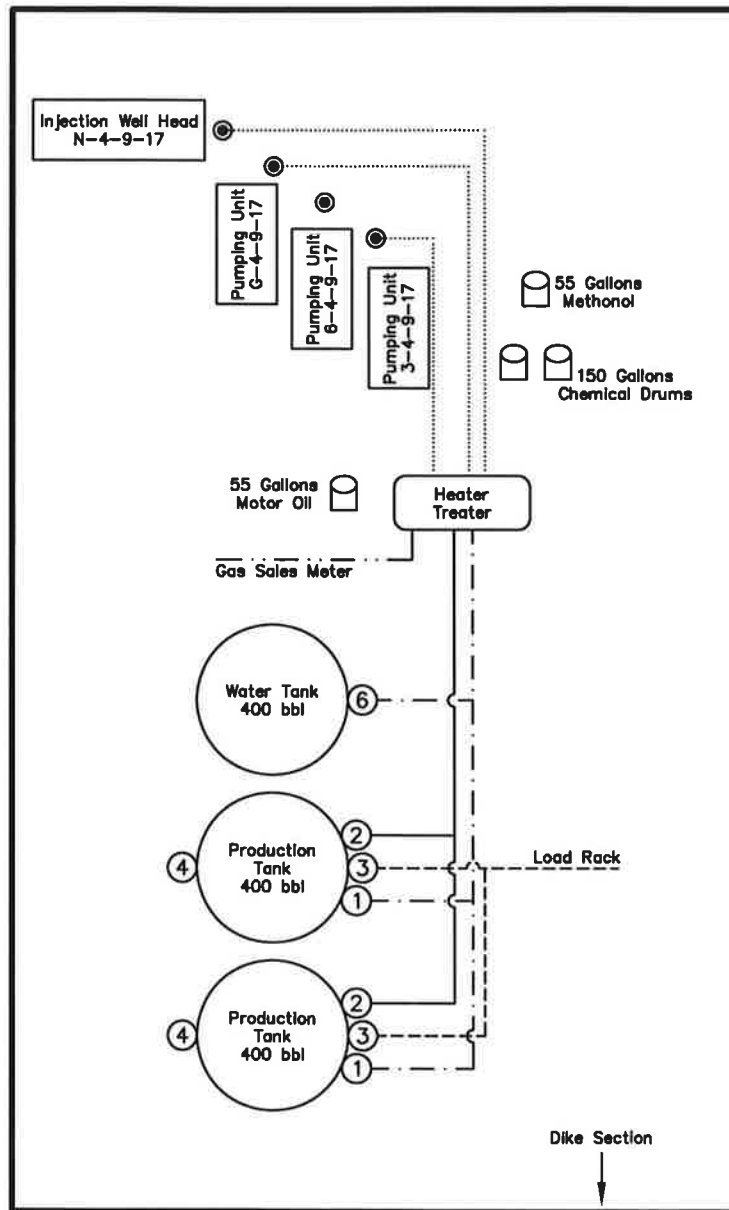 Injection Well Head
N-4-9-17
Pumping Unit
G-4-9-17
Pumping Unit
6-4-9-17
Pumping Unit
3-4-9-17
55 Gallons
Methonol
150 Gallons
Chemical Drums
55 Gallons
Motor Oil
Heater
Treater
Gas Sales Meter
Water Tank
400 bbl
6
2
Production
Tank
400 bbl
4
3
Load Rack
1
2
Production
Tank
400 bbl
4
3
1
Dike Section